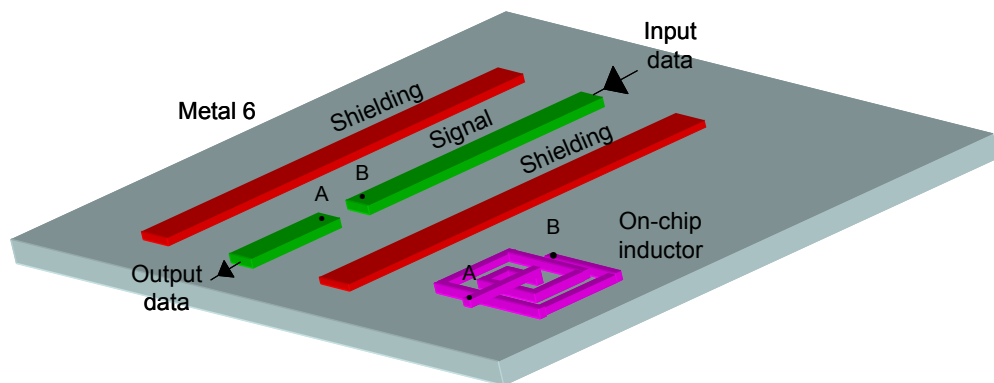 Input
data
Metal 6
Shielding
Signal
Shielding
A
B
On-chip
inductor
B
A
Output
data